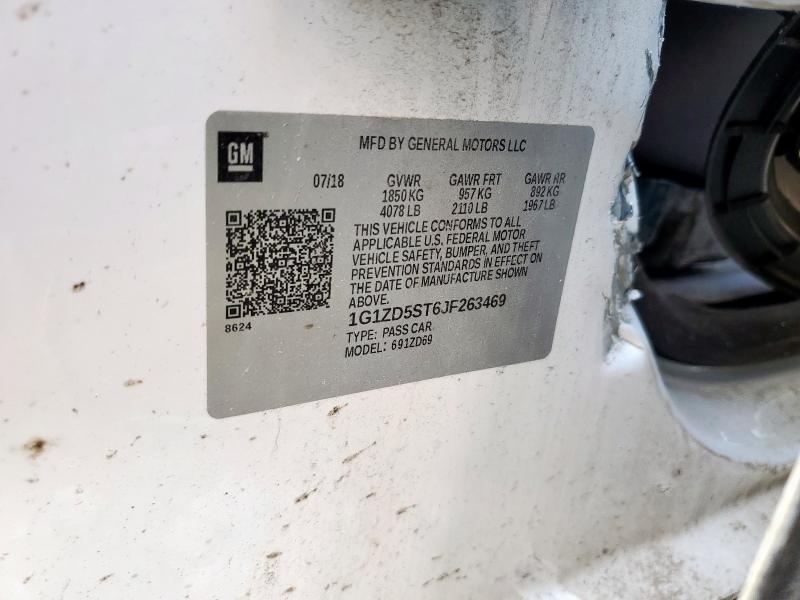 GM
MFD BY GENERAL MOTORS LLC
07/18 GVWR GAWR FRT GAWR RR
1850 KG 957 KG 892 KG
4078 LB 2110 LB 1967 LB
THIS VEHICLE CONFORMS TO ALL
APPLICABLE U.S. FEDERAL MOTOR
VEHICLE SAFETY, BUMPER, AND THEFT
PREVENTION STANDARDS IN EFFECT ON
THE DATE OF MANUFACTURE SHOWN
ABOVE.
1G1ZD5ST6JF263469
TYPE: PASS CAR
MODEL: 691ZD69
8624